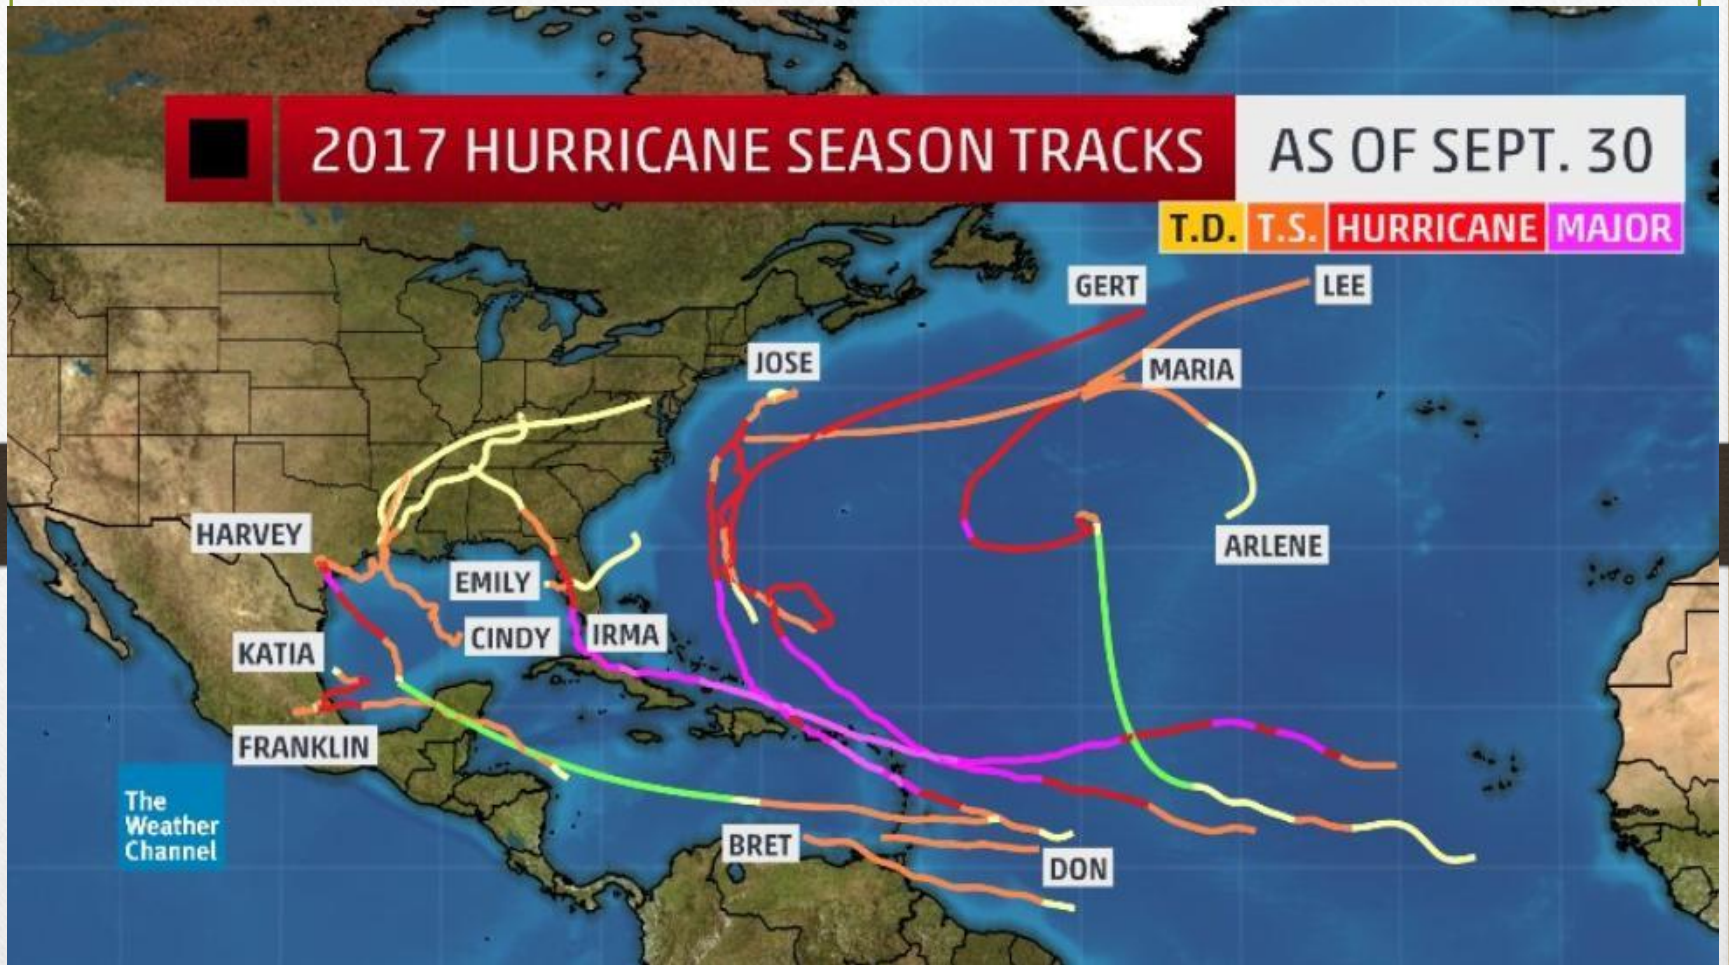 2017 HURRICANE SEASON TRACKS
AS OF SEPT. 30
T.D. T.S. HURRICANE MAJOR
GERT
LEE
JOSE
MARIA
HARVEY
ARLENE
EMILY
CINDY
IRMA
KATIA
FRANKLIN
The
Weather
Channel
BRET
DON